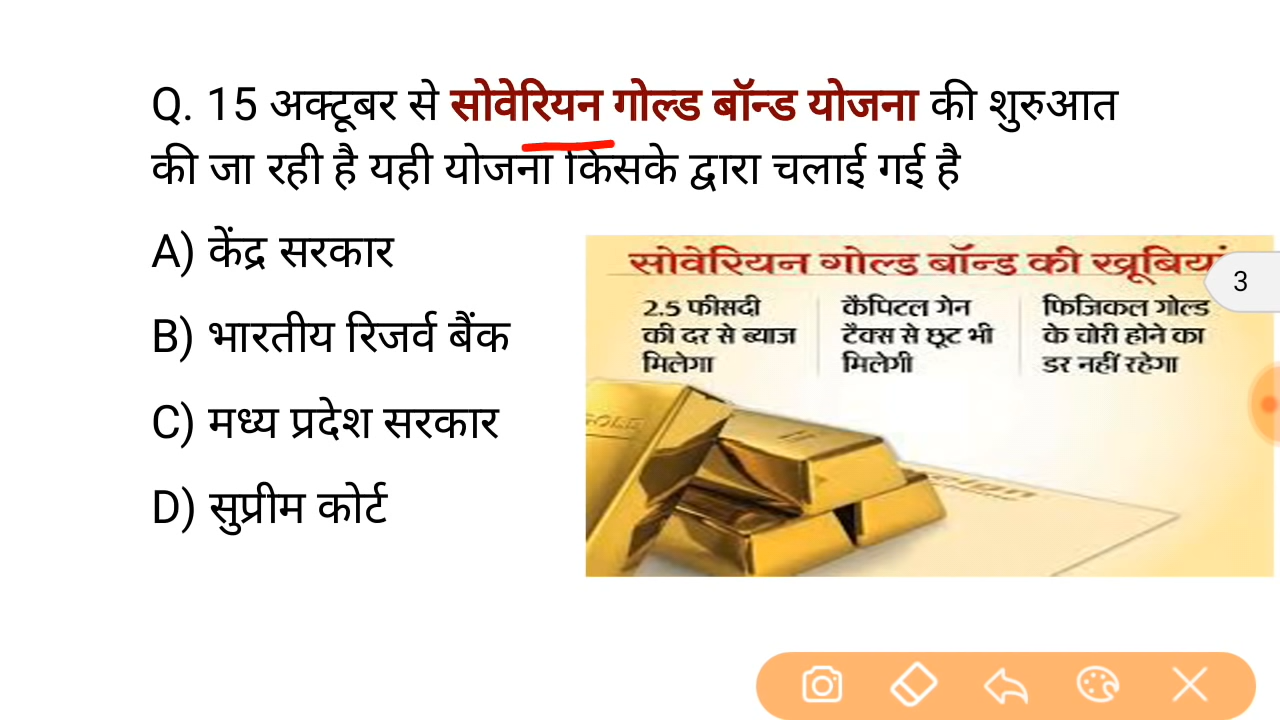 Q. 15 अक्टूबर से सोवेरियन गोल्ड बॉन्ड योजना की शुरुआत
की जा रही है यही योजना किसके द्वारा चलाई गई है
A) केंद्र सरकार
B) भारतीय रिजर्व बैंक
C) मध्य प्रदेश सरकार
D) सुप्रीम कोर्ट
सोवेरियन गोल्ड बॉन्ड की खूबियां
2.5 फीसदी
की दर से ब्याज
मिलेगा
कैपिटल गेन
टैक्स से छूट भी
मिलेगी
फिजिकल गोल्ड
के चोरी होने का
डर नहीं रहेगा
3